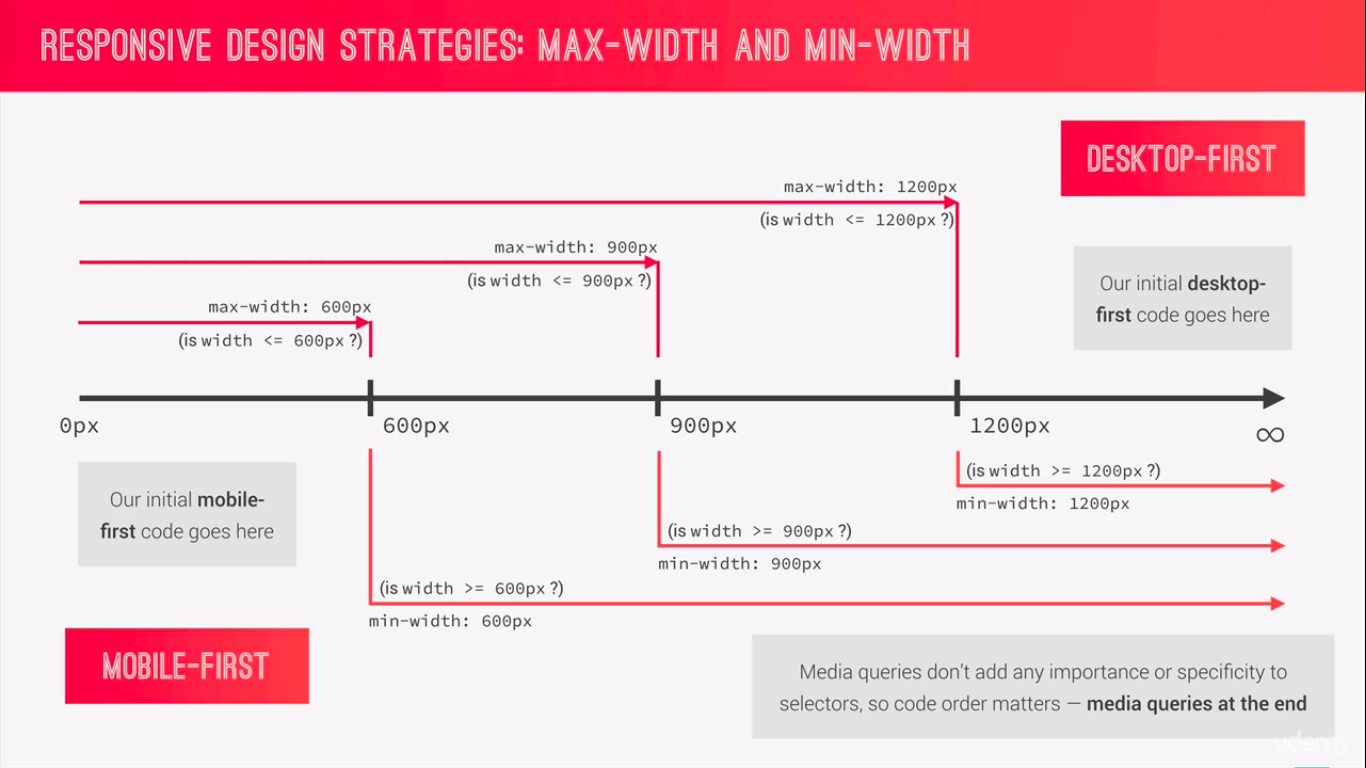 RESPONSIVE DESIGN STRATEGIES: MAX-WIDTH AND MIN-WIDTH
DESKTOP-FIRST
max-width: 1200px
(is width <= 1200px ?)
max-width: 900px
(is width <= 900px ?)
max-width: 600px
(is width <= 600px ?)
Our initial desktop-
first code goes here
0px
600px
900px
1200px
∞
Our initial mobile-
first code goes here
(is width >= 1200px ?)
min-width: 1200px
(is width >= 900px ?)
min-width: 900px
(is width >= 600px ?)
min-width: 600px
MOBILE-FIRST
Media queries don’t add any importance or specificity to
selectors, so code order matters — media queries at the end
udemy